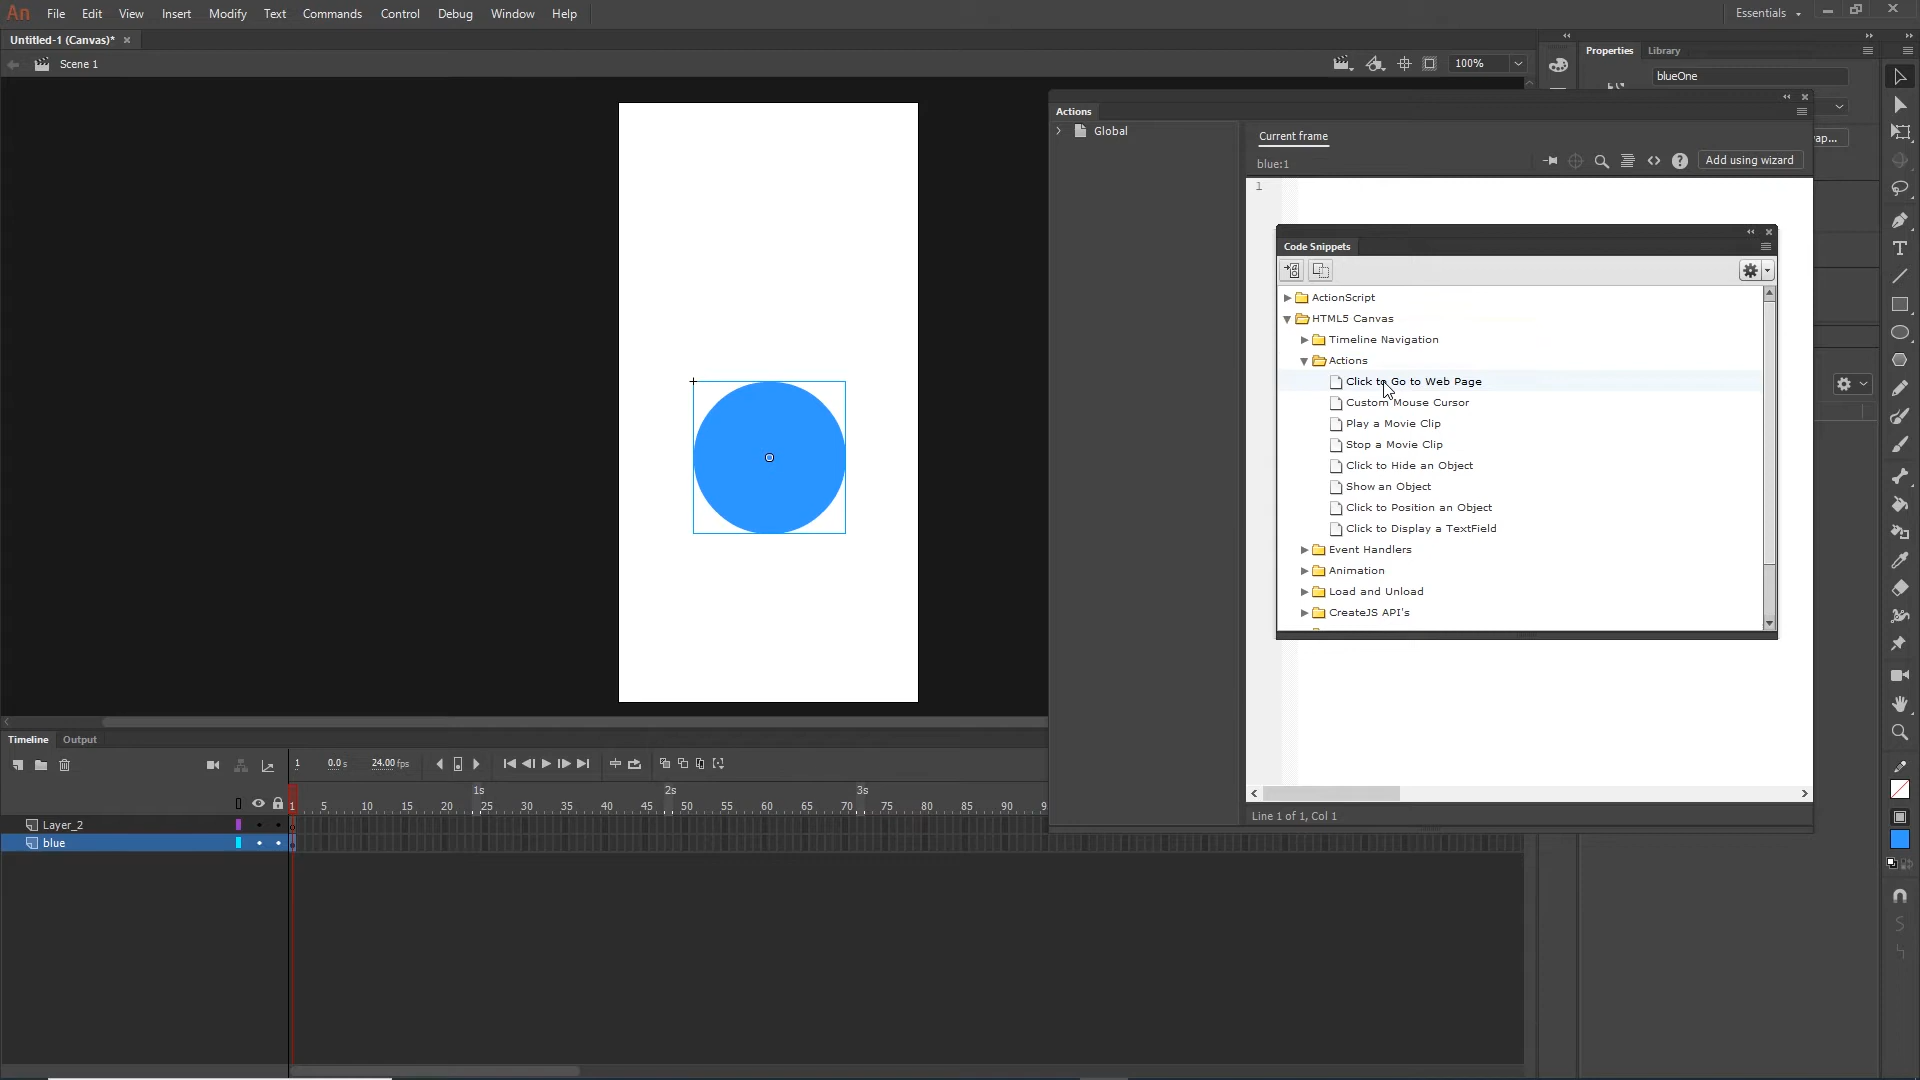 An File Edit View Insert Modify Text Commands Control Debug Window Help Essentials
Untitled-1 (Canvas)*
Properties Library
Scene 1
100%
blueOne
Actions
Global
Current frame
blue:1
Add using wizard
1
Code Snippets
ActionScript
HTML5 Canvas
Timeline Navigation
Actions
Click to Go to Web Page
Custom Mouse Cursor
Play a Movie Clip
Stop a Movie Clip
Click to Hide an Object
Show an Object
Click to Position an Object
Click to Display a TextField
Event Handlers
Animation
Load and Unload
CreateJS API's
Line 1 of 1, Col 1
Timeline Output
1 0.0s 24.00fps
1s 2s 3s
1 5 10 15 20 25 30 35 40 45 50 55 60 65 70 75 80 85 90
Layer_2
blue